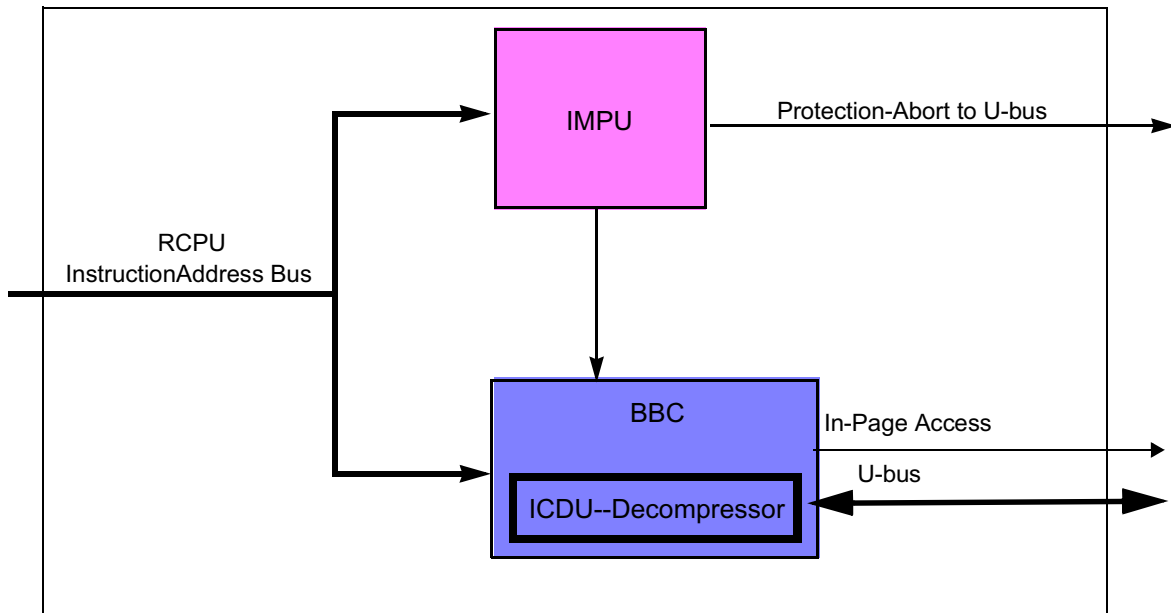 IMPU
Protection-Abort to U-bus
RCPU
InstructionAddress Bus
BBC
In-Page Access
U-bus
ICDU--Decompressor